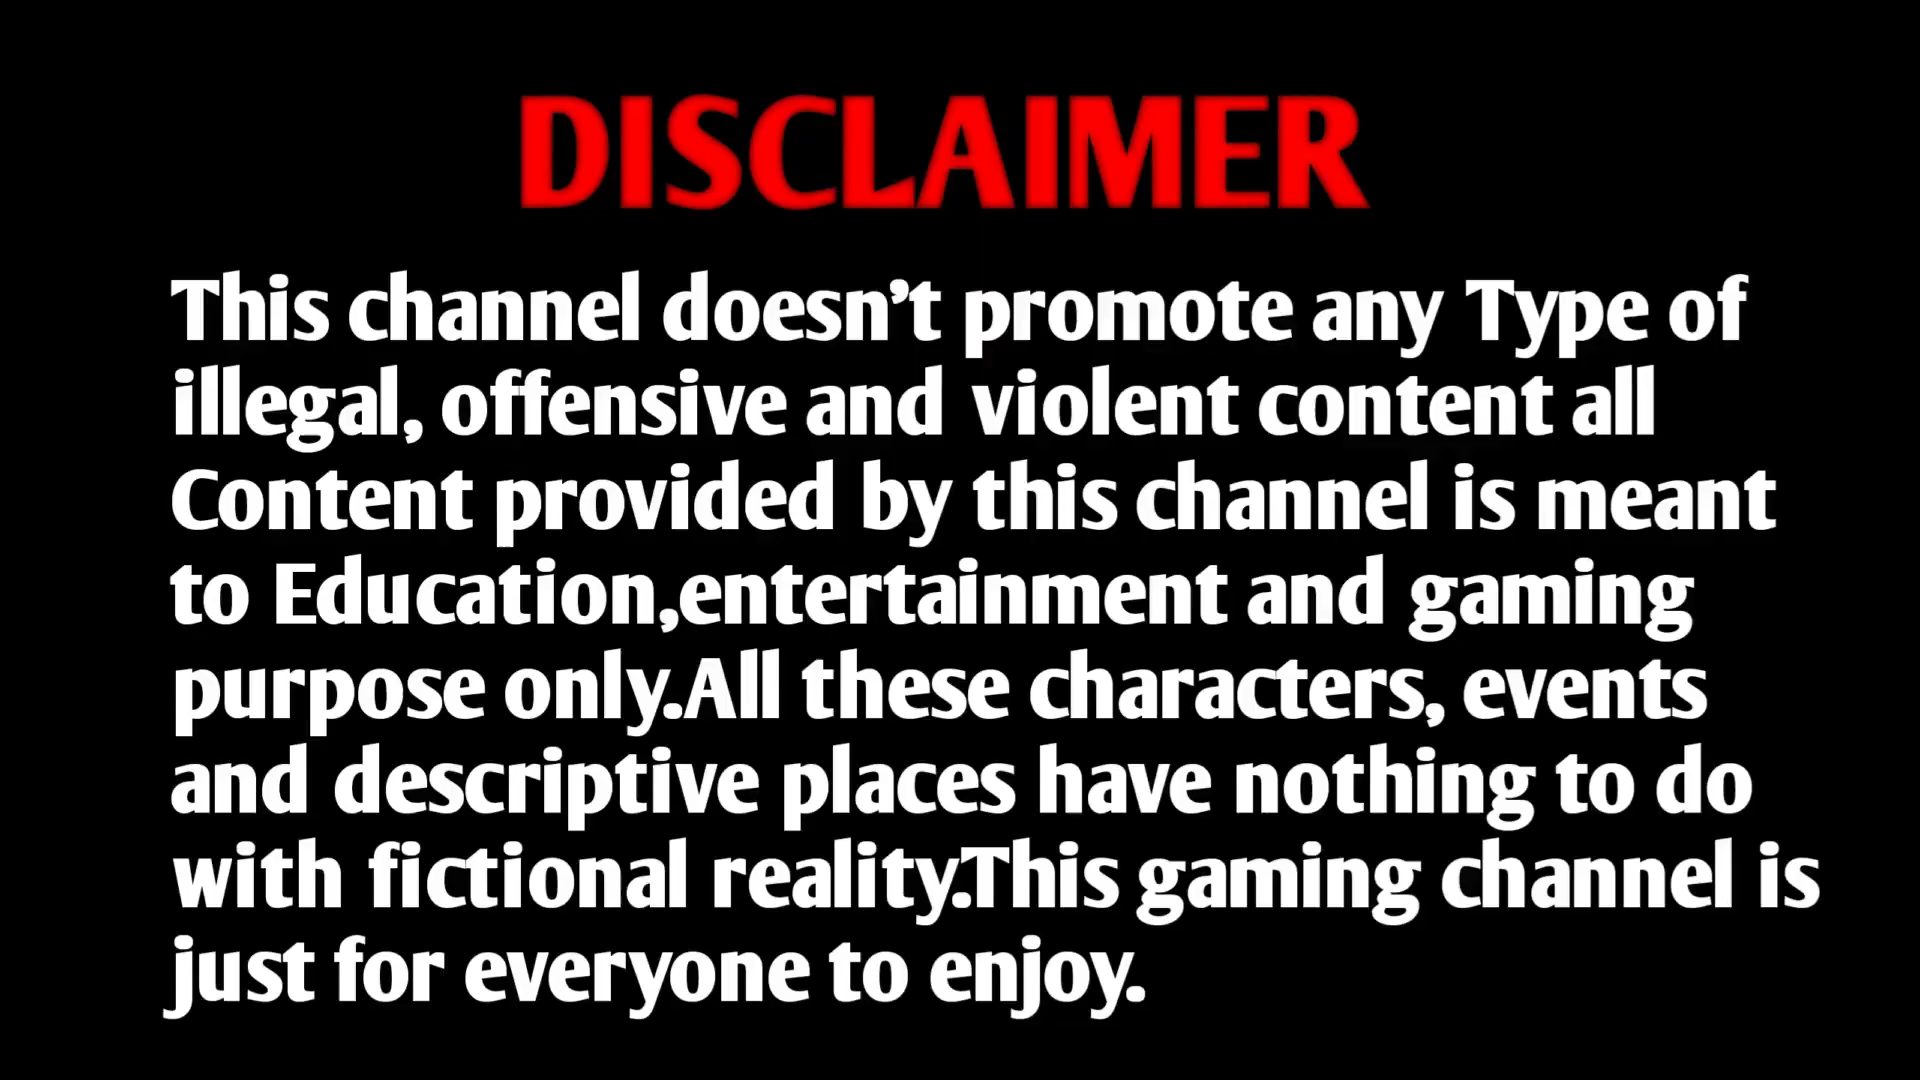 DISCLAIMER
This channel doesn't promote any Type of
illegal, offensive and violent content all
Content provided by this channel is meant
to Education,entertainment and gaming
purpose only.All these characters, events
and descriptive places have nothing to do
with fictional reality.This gaming channel is
just for everyone to enjoy.